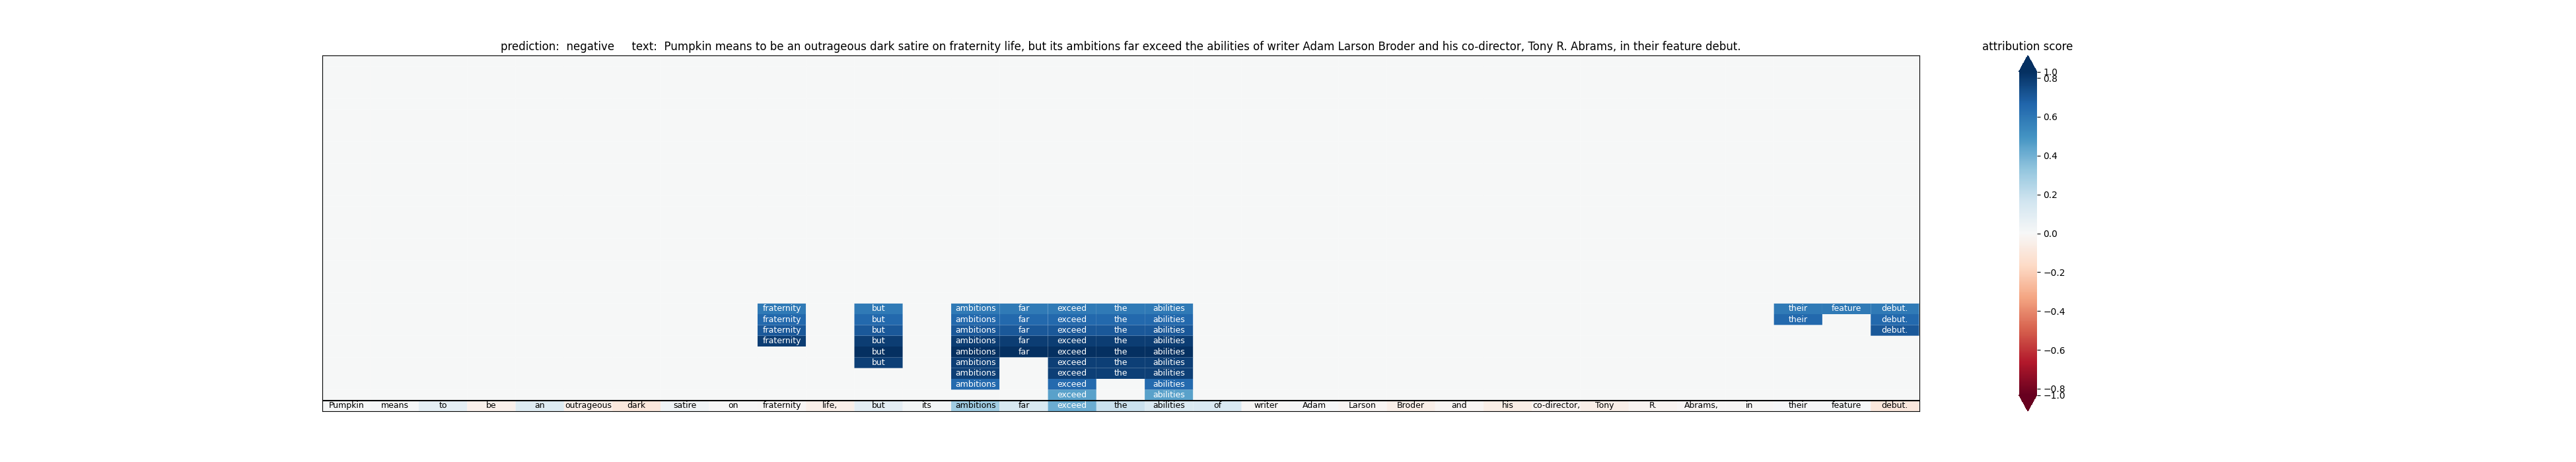 prediction:  negative     text:  Pumpkin means to be an outrageous dark satire on fraternity life, but its ambitions far exceed the abilities of writer Adam Larson Broder and his co-director, Tony R. Abrams, in their feature debut.
attribution score
1.0
0.8
0.6
0.4
0.2
0.0
−0.2
−0.4
−0.6
−0.8
−1.0
fraternity but ambitions far exceed the abilities their feature debut.
fraternity but ambitions far exceed the abilities their debut.
fraternity but ambitions far exceed the abilities debut.
fraternity but ambitions far exceed the abilities
but ambitions far exceed the abilities
but ambitions exceed the abilities
ambitions exceed the abilities
ambitions exceed abilities
exceed abilities
Pumpkin means to be an outrageous dark satire on fraternity life, but its ambitions far exceed the abilities of writer Adam Larson Broder and his co-director, Tony R. Abrams, in their feature debut.